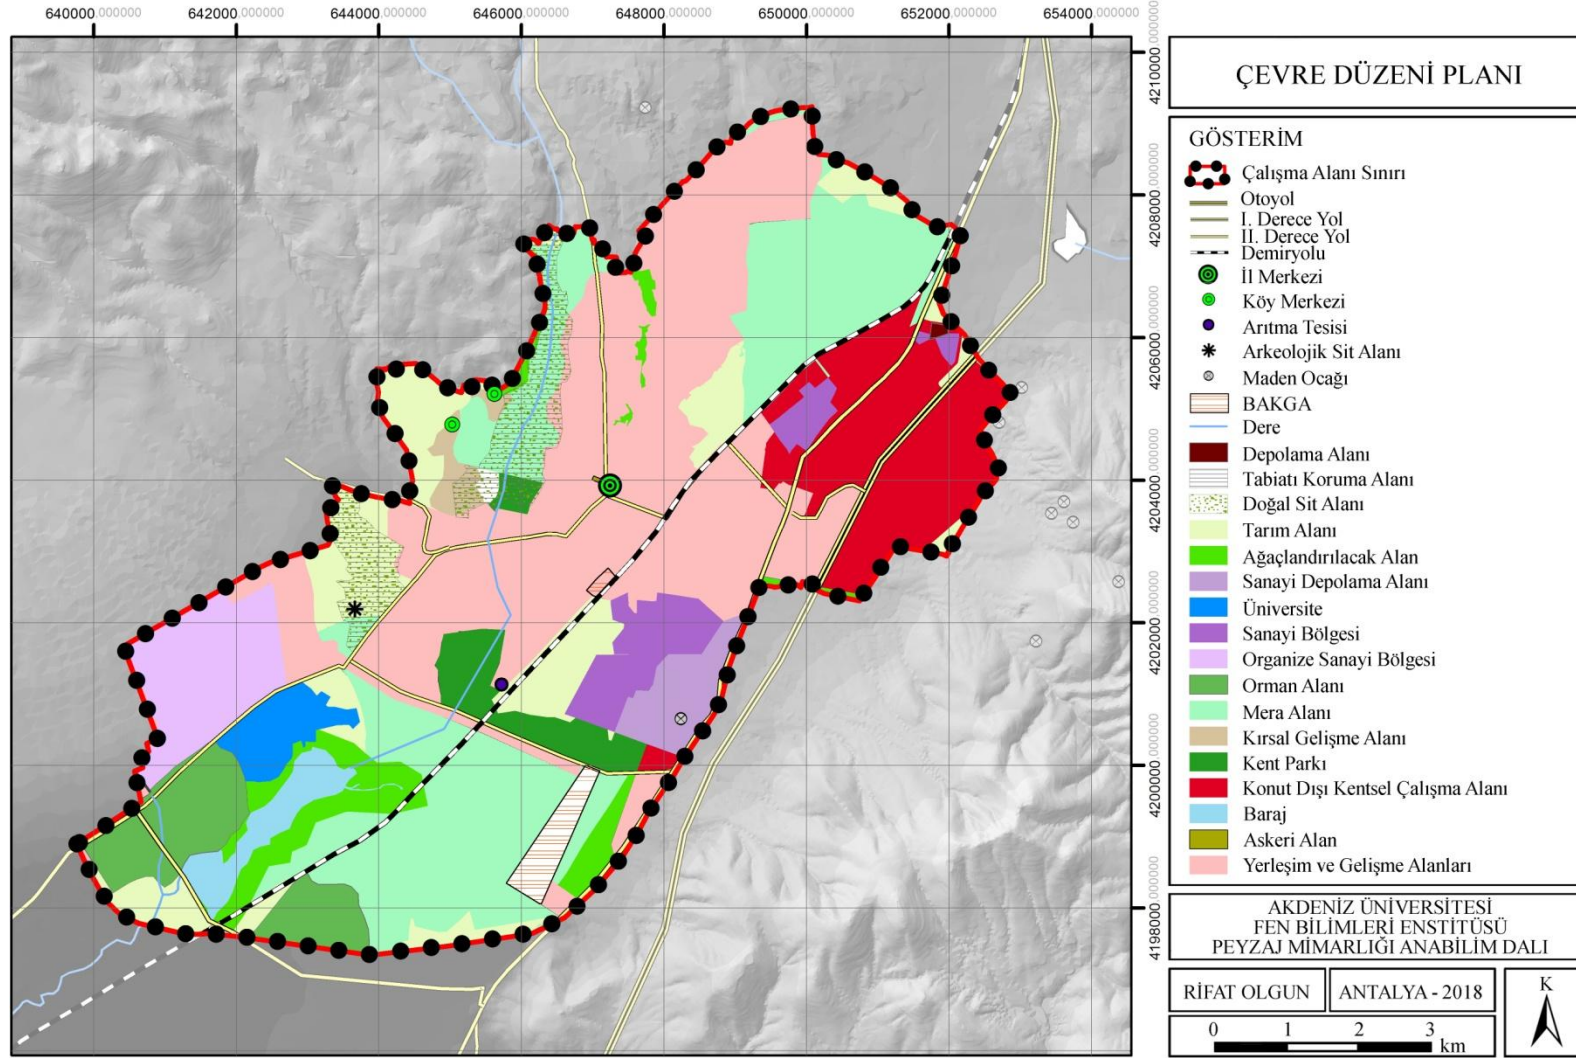 640000.000000 642000.000000 644000.000000 646000.000000 648000.000000 650000.000000 652000.000000 654000.000000
4210000.000000
4208000.000000
4206000.000000
4204000.000000
4202000.000000
4200000.000000
4198000.000000
ÇEVRE DÜZENİ PLANI
GÖSTERİM
Çalışma Alanı Sınırı
Otoyol
I. Derece Yol
II. Derece Yol
Demiryolu
İl Merkezi
Köy Merkezi
Arıtma Tesisi
Arkeolojik Sit Alanı
Maden Ocağı
BAKGA
Dere
Depolama Alanı
Tabiatı Koruma Alanı
Doğal Sit Alanı
Tarım Alanı
Ağaçlandırılacak Alan
Sanayi Depolama Alanı
Üniversite
Sanayi Bölgesi
Organize Sanayi Bölgesi
Orman Alanı
Mera Alanı
Kırsal Gelişme Alanı
Kent Parkı
Konut Dışı Kentsel Çalışma Alanı
Baraj
Askeri Alan
Yerleşim ve Gelişme Alanları
AKDENİZ ÜNİVERSİTESİ
FEN BİLİMLERİ ENSTİTÜSÜ
PEYZAJ MİMARLIĞI ANABİLİM DALI
RİFAT OLGUN
ANTALYA - 2018
K
0 1 2 3
km